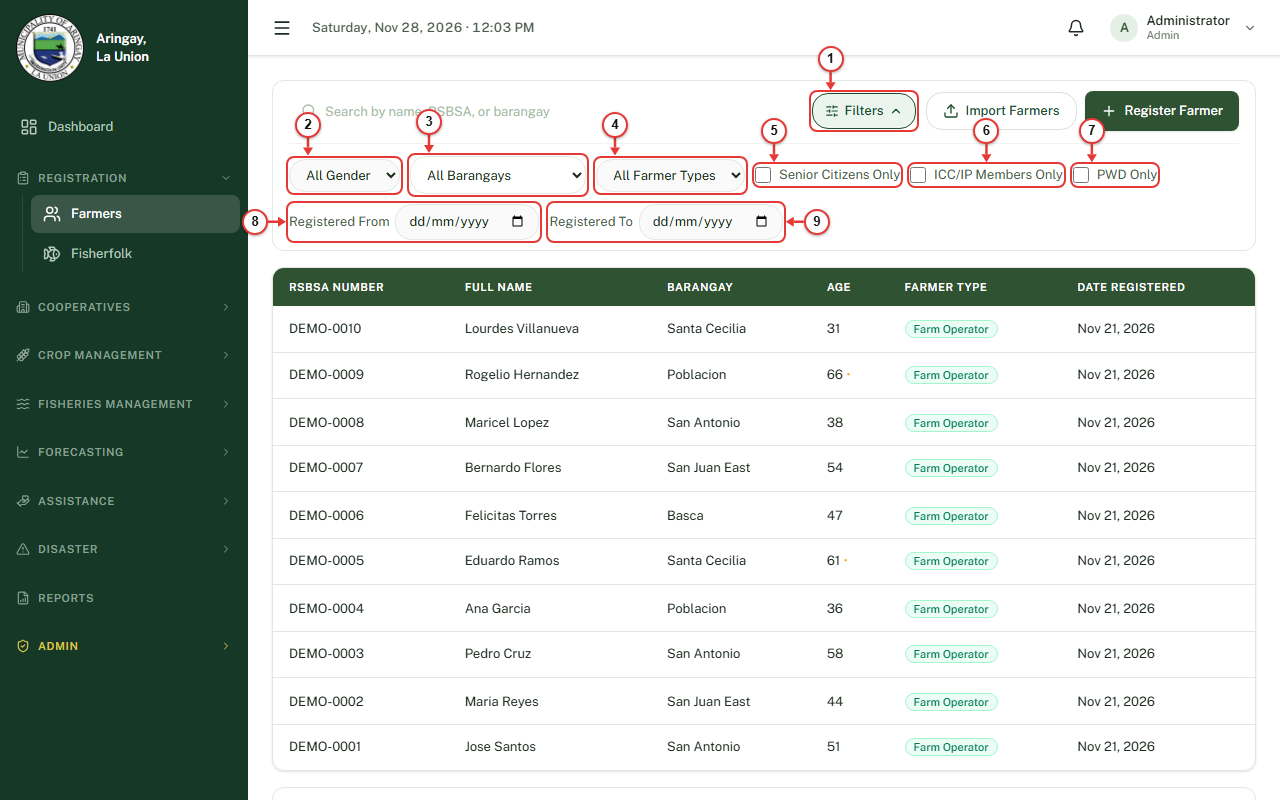 MUNICIPALITY OF ARINGAY
1741
LA UNION
Aringay,
La Union
Saturday, Nov 28, 2026 · 12:03 PM
A
Administrator
Admin
Dashboard
REGISTRATION
Farmers
Fisherfolk
COOPERATIVES
CROP MANAGEMENT
FISHERIES MANAGEMENT
FORECASTING
ASSISTANCE
DISASTER
REPORTS
ADMIN
1
Search by name, RSBSA, or barangay
Filters
Import Farmers
Register Farmer
2
3
4
5
6
7
All Gender
All Barangays
All Farmer Types
Senior Citizens Only
ICC/IP Members Only
PWD Only
8
Registered From
dd/mm/yyyy
Registered To
dd/mm/yyyy
9
RSBSA NUMBER FULL NAME BARANGAY AGE FARMER TYPE DATE REGISTERED
DEMO-0010 Lourdes Villanueva Santa Cecilia 31 Farm Operator Nov 21, 2026
DEMO-0009 Rogelio Hernandez Poblacion 66 · Farm Operator Nov 21, 2026
DEMO-0008 Maricel Lopez San Antonio 38 Farm Operator Nov 21, 2026
DEMO-0007 Bernardo Flores San Juan East 54 Farm Operator Nov 21, 2026
DEMO-0006 Felicitas Torres Basca 47 Farm Operator Nov 21, 2026
DEMO-0005 Eduardo Ramos Santa Cecilia 61 · Farm Operator Nov 21, 2026
DEMO-0004 Ana Garcia Poblacion 36 Farm Operator Nov 21, 2026
DEMO-0003 Pedro Cruz San Antonio 58 Farm Operator Nov 21, 2026
DEMO-0002 Maria Reyes San Juan East 44 Farm Operator Nov 21, 2026
DEMO-0001 Jose Santos San Antonio 51 Farm Operator Nov 21, 2026